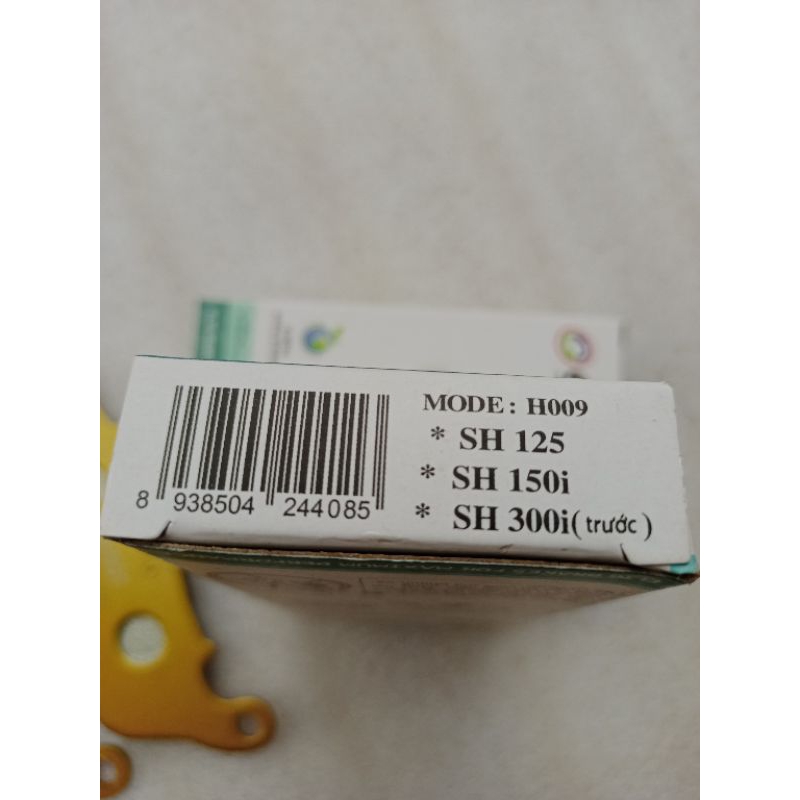 MODE: H009
* SH 125
* SH 150i
* SH 300i(trước)
8 938504 244085